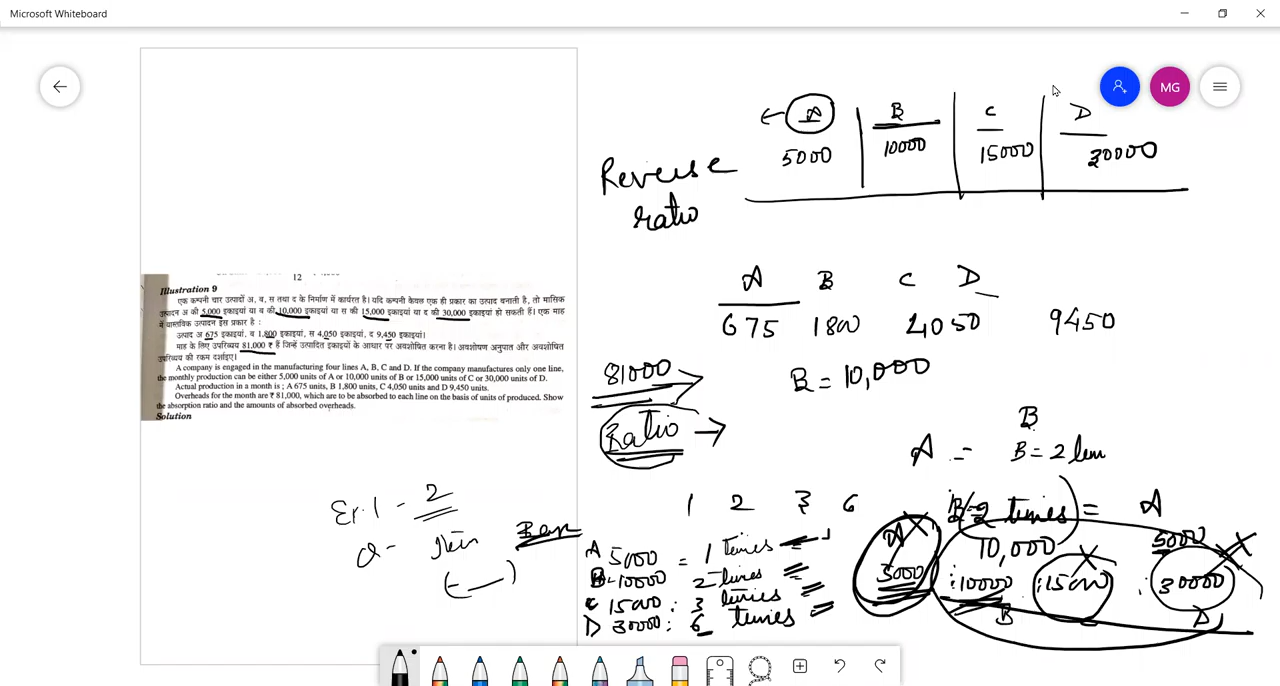 Microsoft Whiteboard
MG
A B C D
5000 10000 15000 30000
Reverse
ratio
A B C D
675 1800 4050 9450
81000
B = 10,000
Ratio
B
A = B = 2
1 2 3 6
B = 2 times = A
10,000 5000
A
5000 : 10000 : 15000 : 30000
B D
A 5000 = 1 times
B = 10000 2 times
C 15000 : 3 times
D 30000 : 6 times
12
Illustration 9
एक कम्पनी चार उत्पादों अ, ब, स तथा द के निर्माण में कार्यरत है। यदि कम्पनी केवल एक ही प्रकार का उत्पाद बनाती है, तो मासिक
उत्पादन अ की 5,000 इकाइयां या ब की 10,000 इकाइयां या स की 15,000 इकाइयां या द की 30,000 इकाइयां हो सकती हैं। एक माह
में वास्तविक उत्पादन इस प्रकार है :
उत्पाद अ 675 इकाइयां, ब 1,800 इकाइयां, स 4,050 इकाइयां, द 9,450 इकाइयां।
माह के लिए उपरिव्यय 81,000 ₹ हैं जिन्हें उत्पादित इकाइयों के आधार पर अवशोषित करना है। अवशोषण अनुपात और अवशोषित
उपरिव्यय की रकम दर्शाइए।
A company is engaged in the manufacturing four lines A, B, C and D. If the company manufactures only one line,
the monthly production can be either 5,000 units of A or 10,000 units of B or 15,000 units of C or 30,000 units of D.
Actual production in a month is ; A 675 units, B 1,800 units, C 4,050 units and D 9,450 units.
Overheads for the month are ₹ 81,000, which are to be absorbed to each line on the basis of units of produced. Show
the absorption ratio and the amounts of absorbed overheads.
Solution